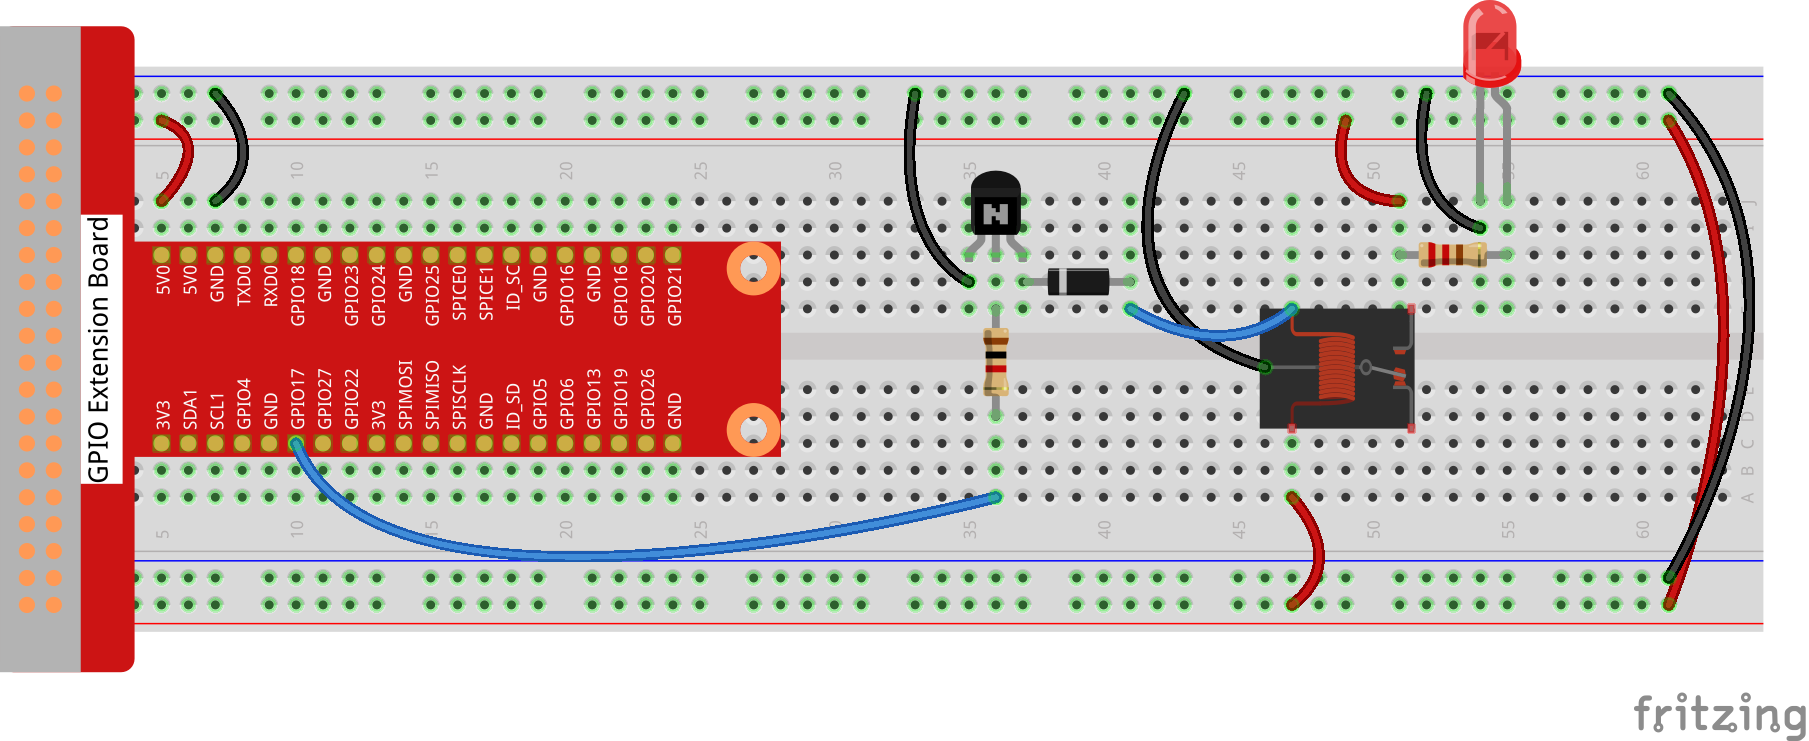 GPIO Extension Board
5 10 15 20 25 35 40 45 50 55 60
J
I
5V0 5V0 GND TXD0 RXD0 GPIO18 GND GPIO23 GPIO24 GND GPIO25 SPICE0 SPICE1 ID_SC GND GPIO16 GND GPIO16 GPIO20 GPIO21
N
3V3 SDA1 SCL1 GPIO4 GND GPIO17 GPIO27 GPIO22 3V3 SPIMOSI SPIMISO SPISCLK GND ID_SD GPIO5 GPIO6 GPIO13 GPIO19 GPIO26 GND
E
D
C
B
A
5 10 15 20 25 35 40 45 50 55 60
fritzing